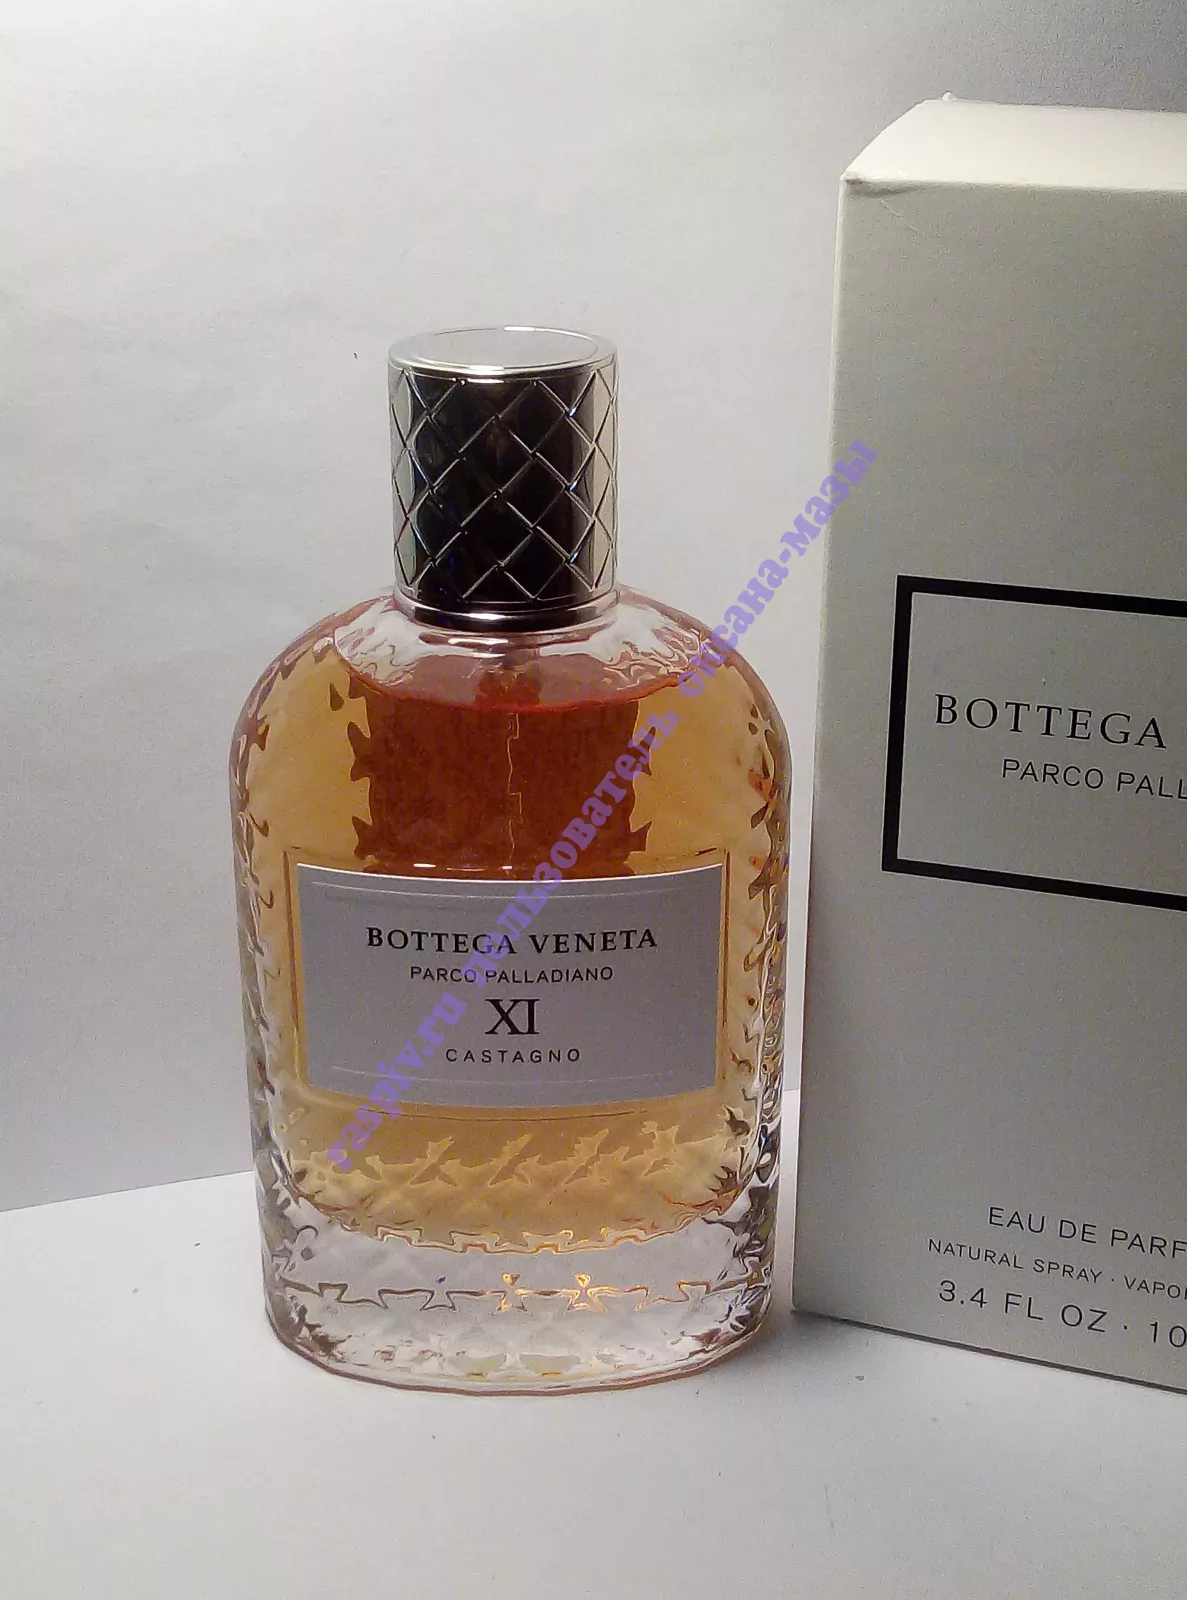 BOTTEGA VENETA
PARCO PALLADIANO
XI
CASTAGNO
BOTTEGA
PARCO PALL
EAU DE PARF
NATURAL SPRAY · VAPO
3.4 FL OZ · 10
raspiv.ru пользователь оксана-мазы